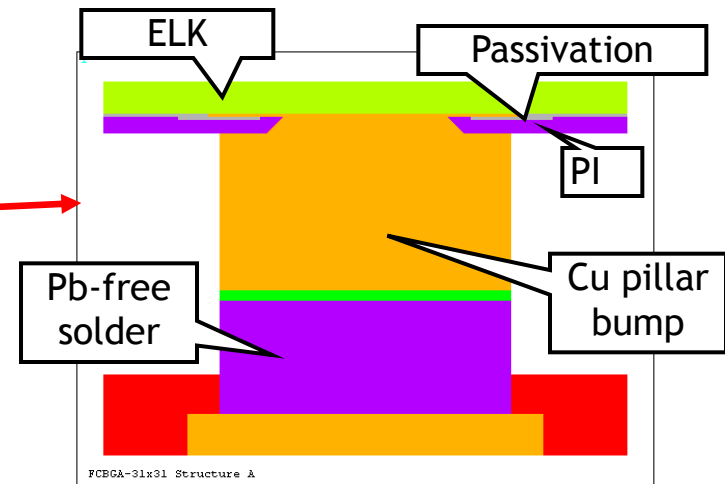 ELK
Passivation
PI
Pb-free
solder
Cu pillar
bump
FCBGA-31x31 Structure A